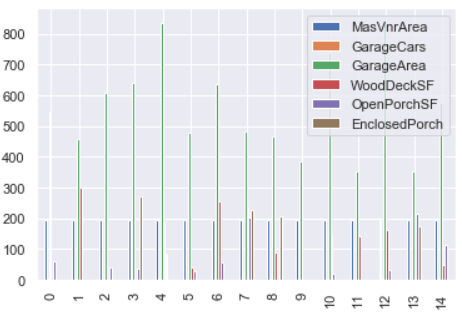 MasVnrArea
GarageCars
GarageArea
WoodDeckSF
OpenPorchSF
EnclosedPorch
800
700
600
500
400
300
200
100
0
0 1 2 3 4 5 6 7 8 9 10 11 12 13 14